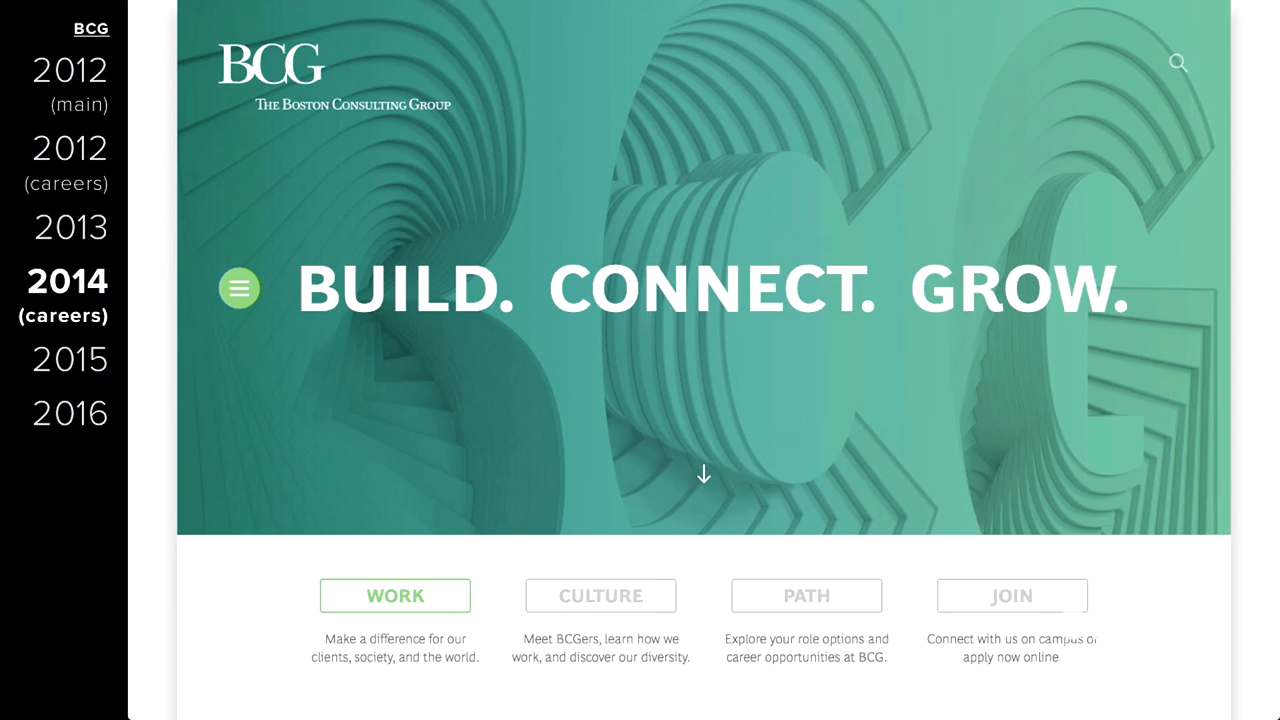 BCG
2012
(main)
2012
(careers)
2013
2014
(careers)
2015
2016
BCG
THE BOSTON CONSULTING GROUP
BUILD. CONNECT. GROW.
WORK
Make a difference for our
clients, society, and the world.
CULTURE
Meet BCGers, learn how we
work, and discover our diversity.
PATH
Explore your role options and
career opportunities at BCG.
JOIN
Connect with us on campus or
apply now online